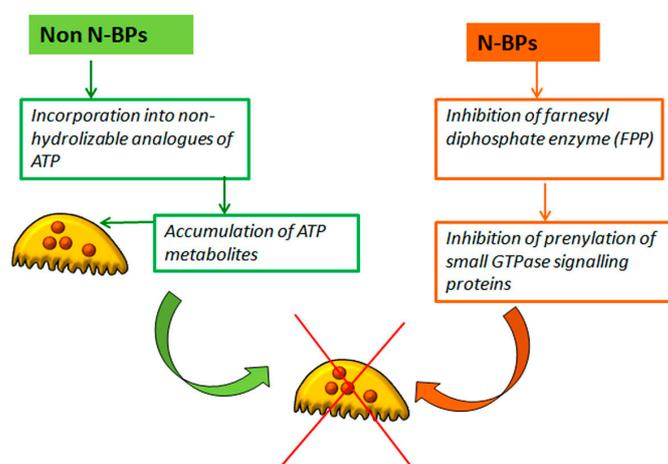 Non N-BPs
Incorporation into non-
hydrolizable analogues of
ATP
Accumulation of ATP
metabolites
N-BPs
Inhibition of farnesyl
diphosphate enzyme (FPP)
Inhibition of prenylation of
small GTPase signalling
proteins